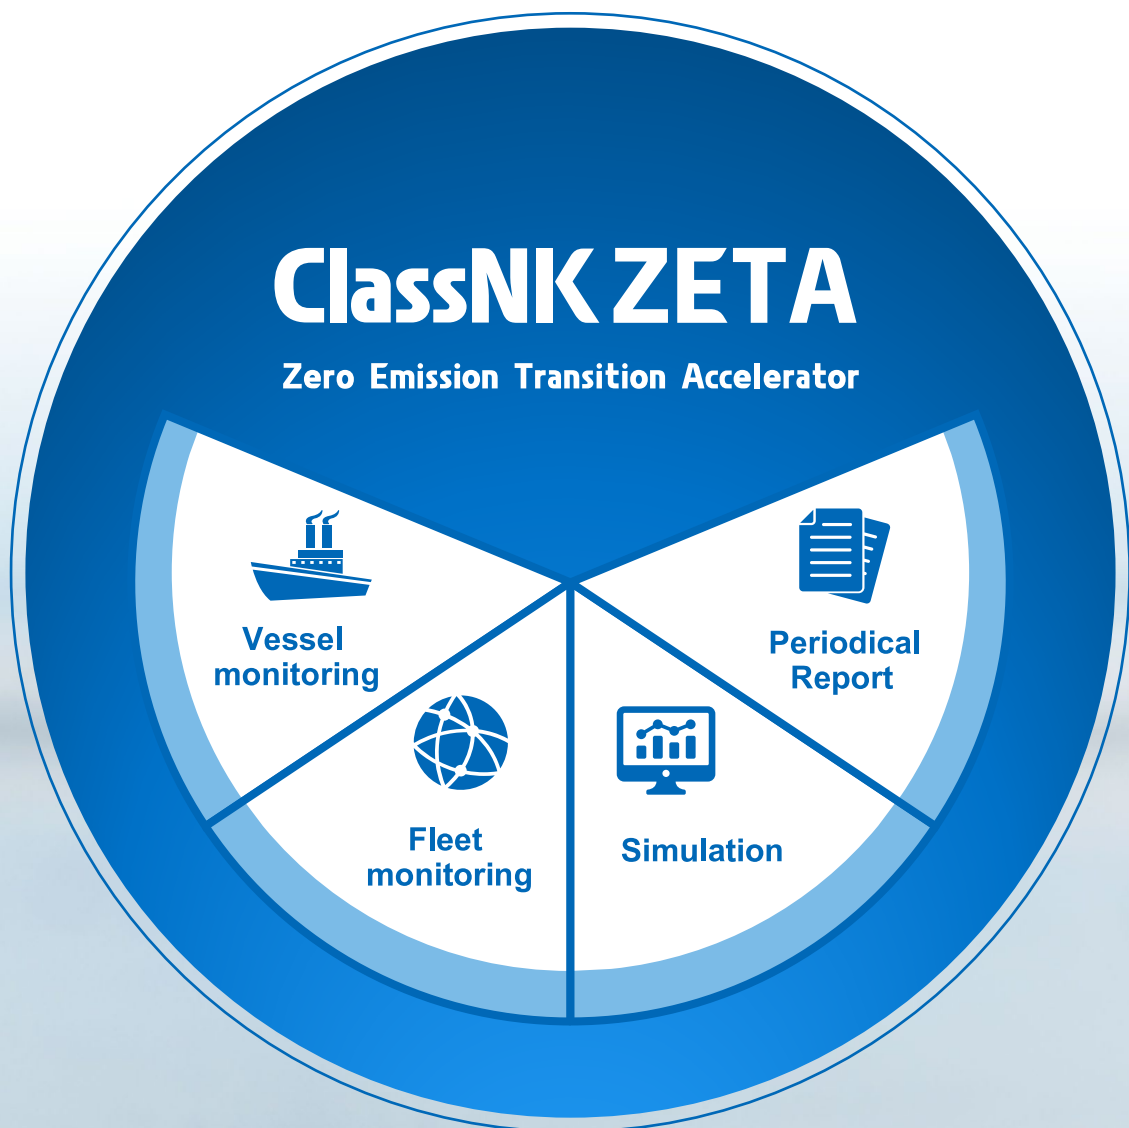 ClassNK ZETA
Zero Emission Transition Accelerator
Vessel
monitoring
Fleet
monitoring
Simulation
Periodical
Report